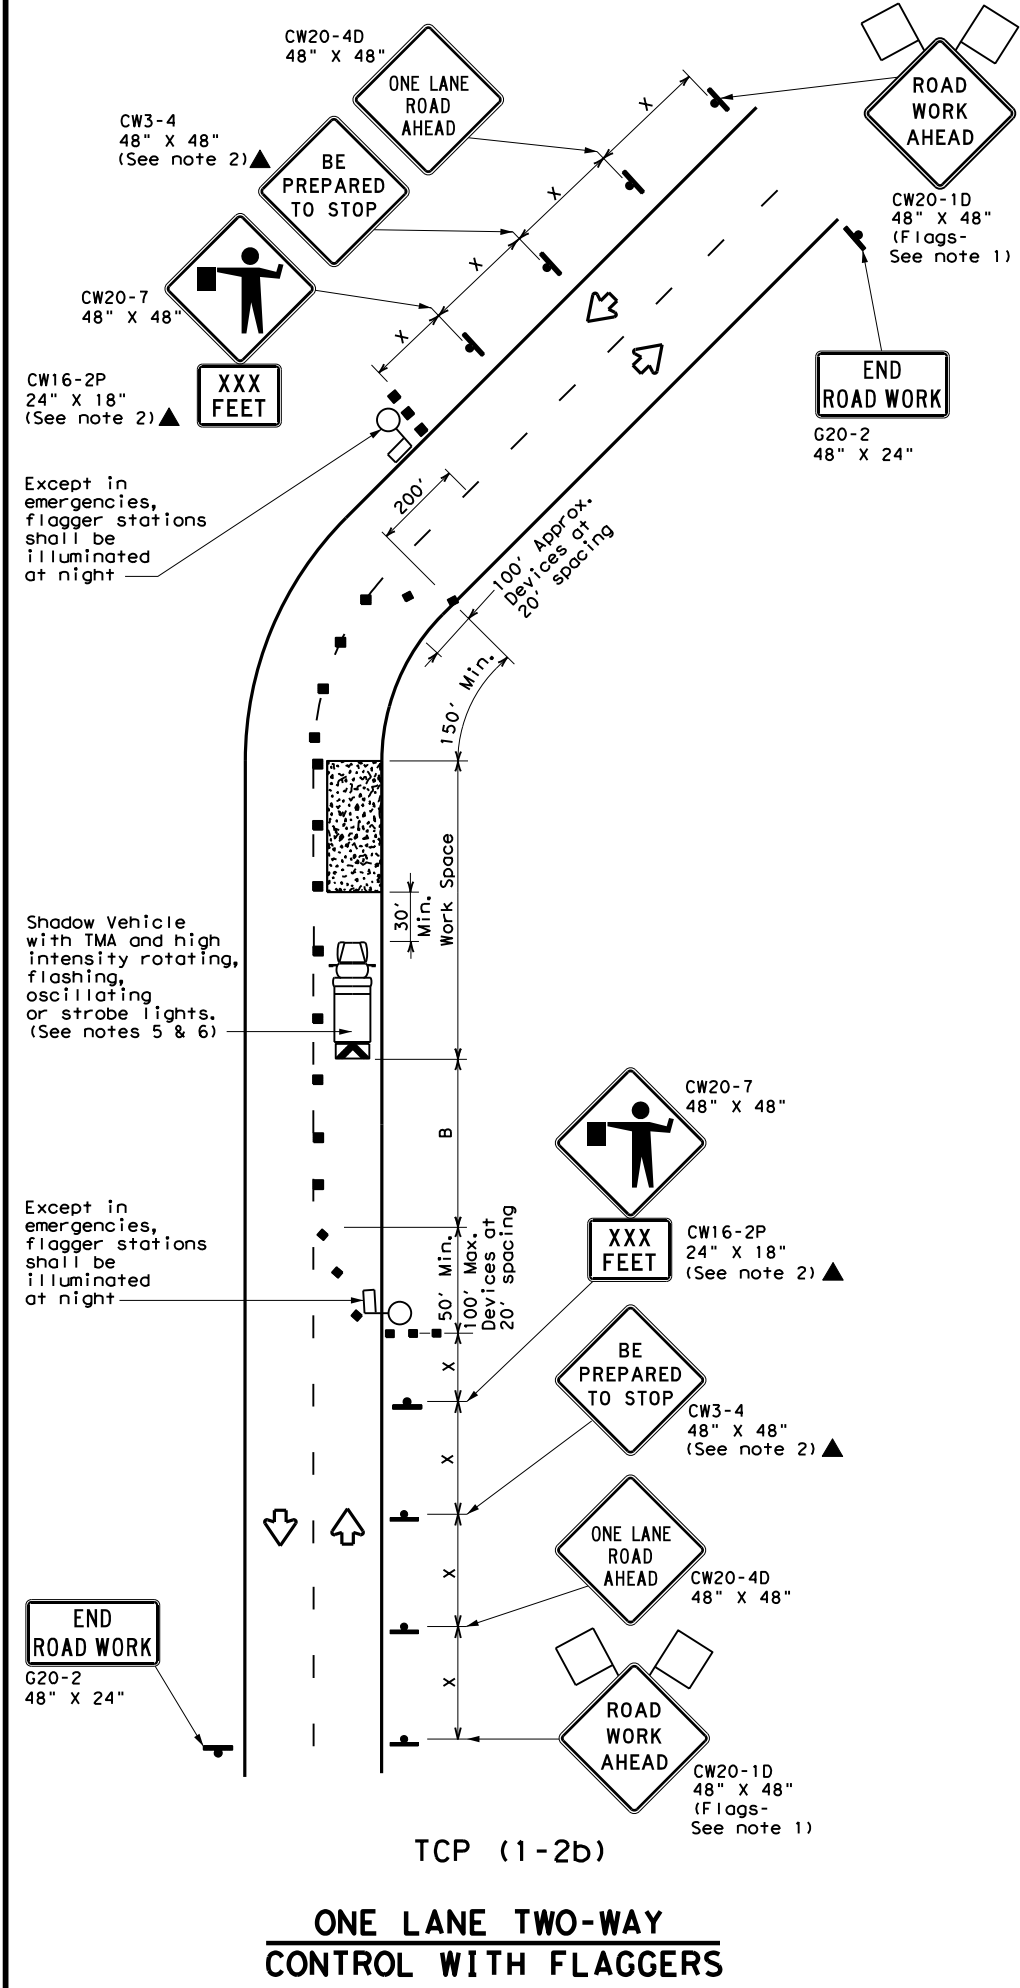 CW20-4D
48" X 48"
ONE LANE
ROAD
AHEAD
ROAD
WORK
AHEAD
CW20-1D
48" X 48"
(Flags-
See note 1)
CW3-4
48" X 48"
(See note 2)
BE
PREPARED
TO STOP
X
X
X
X
CW20-7
48" X 48"
CW16-2P
24" X 18"
(See note 2)
XXX
FEET
END
ROAD WORK
G20-2
48" X 24"
Except in
emergencies,
flagger stations
shall be
illuminated
at night
200'
100' Approx.
Devices at
20' spacing
150' Min.
Work Space
30'
Min.
Shadow Vehicle
with TMA and high
intensity rotating,
flashing,
oscillating
or strobe lights.
(See notes 5 & 6)
B
CW20-7
48" X 48"
XXX
FEET
CW16-2P
24" X 18"
(See note 2)
Except in
emergencies,
flagger stations
shall be
illuminated
at night
50' Min.
100' Max.
Devices at
20' spacing
X
X
X
X
BE
PREPARED
TO STOP
CW3-4
48" X 48"
(See note 2)
ONE LANE
ROAD
AHEAD
CW20-4D
48" X 48"
END
ROAD WORK
G20-2
48" X 24"
ROAD
WORK
AHEAD
CW20-1D
48" X 48"
(Flags-
See note 1)
TCP (1-2b)
ONE LANE TWO-WAY
CONTROL WITH FLAGGERS